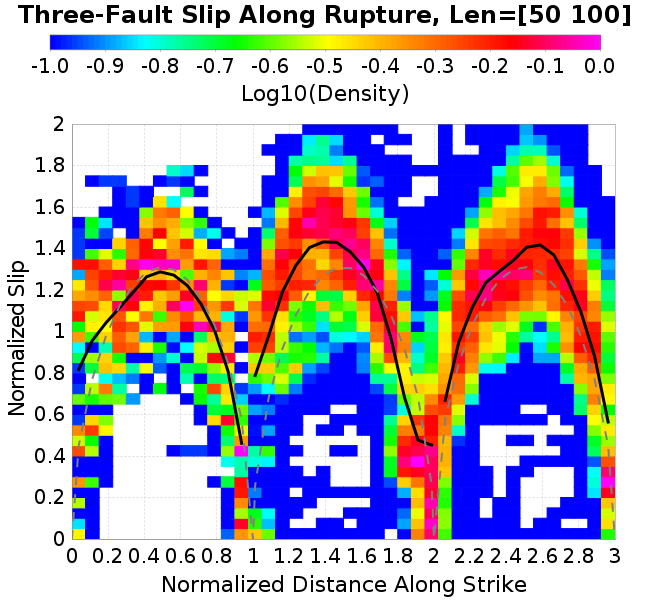 Three-Fault Slip Along Rupture, Len=[50 100]
-1.0 -0.9 -0.8 -0.7 -0.6 -0.5 -0.4 -0.3 -0.2 -0.1 0.0
Log10(Density)
2
1.8
1.6
1.4
1.2
1
0.8
0.6
0.4
0.2
0
Normalized Slip
0 0.2 0.4 0.6 0.8 1 1.2 1.4 1.6 1.8 2 2.2 2.4 2.6 2.8 3
Normalized Distance Along Strike